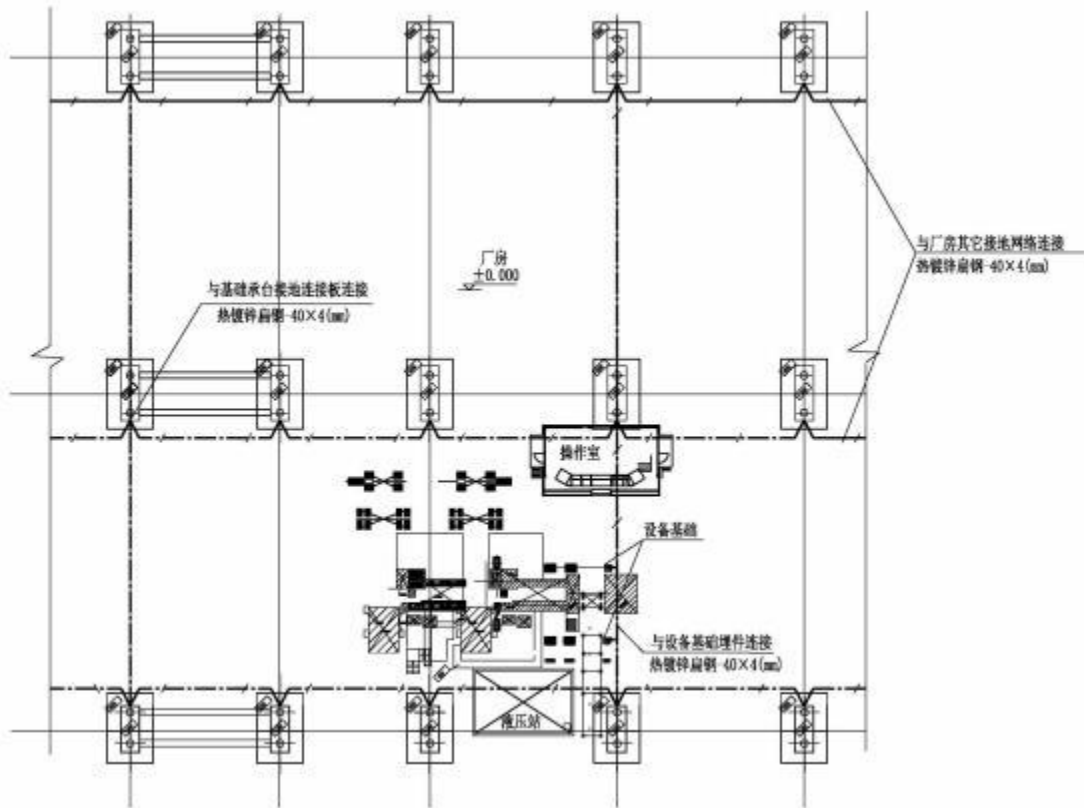 与厂房其它接地网络连接
热镀锌扁钢-40×4(mm)
厂房
±0.000
与基础承台接地连接板连接
热镀锌扁钢-40×4(mm)
操作室
设备基础
与设备基础埋件连接
热镀锌扁钢-40×4(mm)
液压站